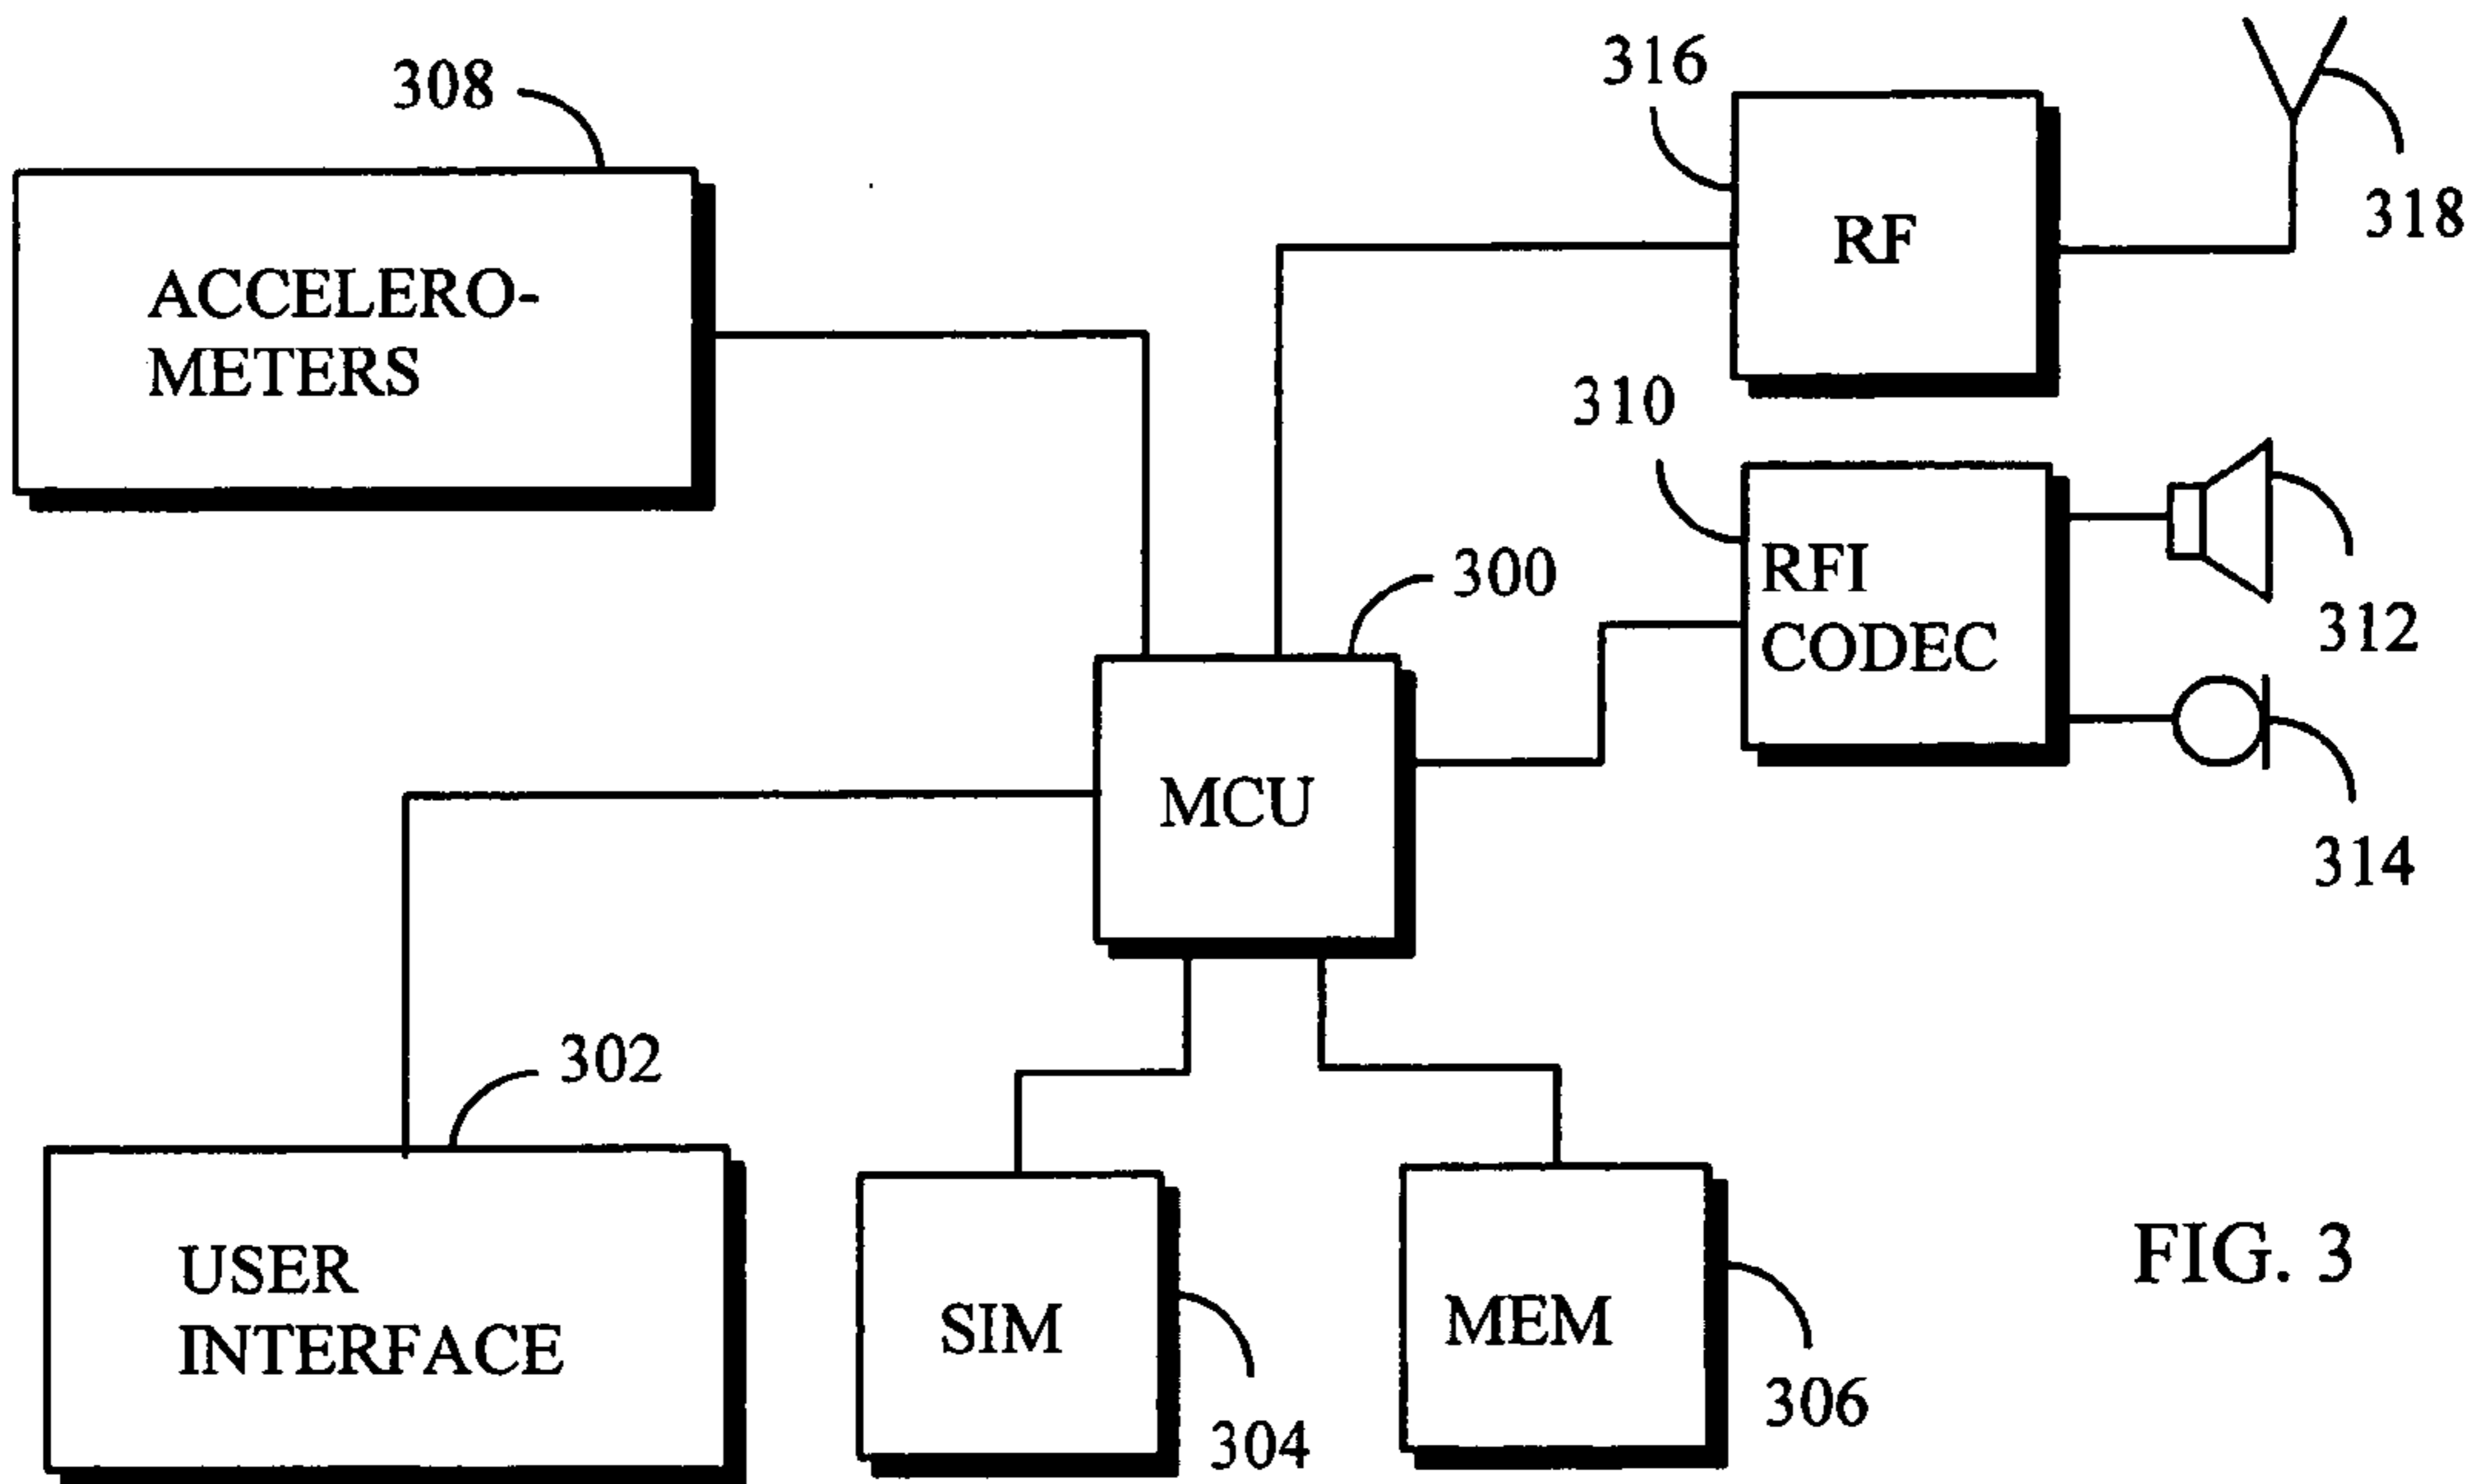 308
316
318
ACCELERO-
METERS
RF
310
300
RFI
CODEC
312
MCU
314
302
USER
INTERFACE
SIM
304
MEM
306
FIG. 3